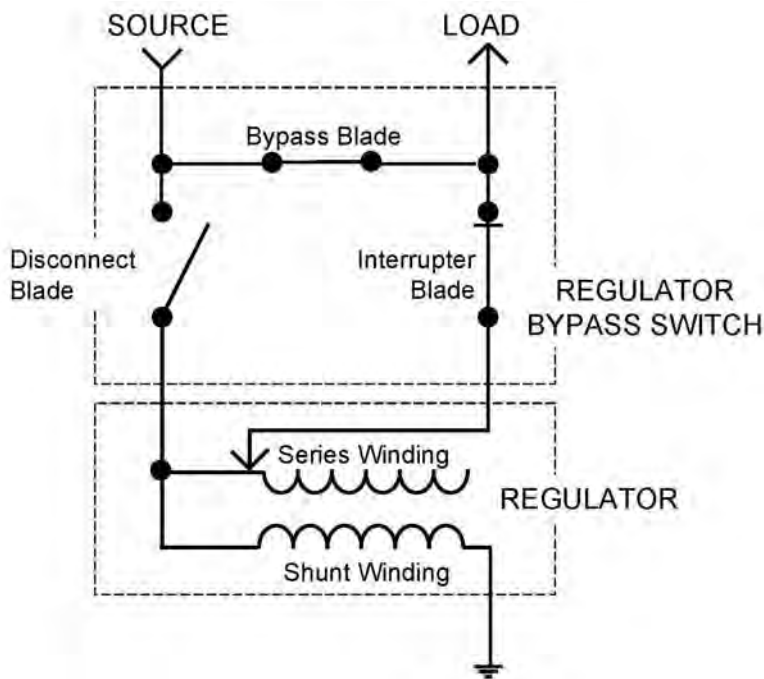 SOURCE
LOAD
Bypass Blade
Disconnect
Blade
Interrupter
Blade
REGULATOR
BYPASS SWITCH
Series Winding
REGULATOR
Shunt Winding